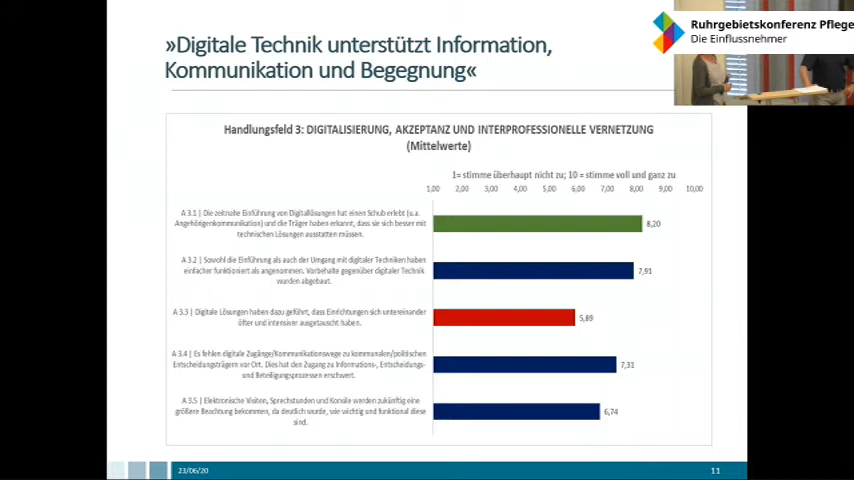 »Digitale Technik unterstützt Information,
Kommunikation und Begegnung«
Ruhrgebietskonferenz Pflege
Die Einflussnehmer
Handlungsfeld 3: DIGITALISIERUNG, AKZEPTANZ UND INTERPROFESSIONELLE VERNETZUNG
(Mittelwerte)
1= stimme überhaupt nicht zu; 10 = stimme voll und ganz zu
1,00 2,00 3,00 4,00 5,00 6,00 7,00 8,00 9,00 10,00
A 3.1 | Die zeitnahe Einführung von Digitallösungen hat einen Schub erlebt (u.a.
Angehörigenkommunikation) und die Träger haben erkannt, dass sie sich besser mit
technischen Lösungen ausstatten müssen.
8,20
A 3.2 | Sowohl die Einführung als auch der Umgang mit digitaler Techniken haben
einfacher funktioniert als angenommen. Vorbehalte gegenüber digitaler Technik
wurden abgebaut.
7,91
A 3.3 | Digitale Lösungen haben dazu geführt, dass Einrichtungen sich untereinander
öfter und intensiver ausgetauscht haben.
5,89
A 3.4 | Es fehlen digitale Zugänge/Kommunikationswege zu kommunalen/politischen
Entscheidungsträgern vor Ort. Dies hat den Zugang zu Informations-, Entscheidungs-
und Beteiligungsprozessen erschwert.
7,31
A 3.5 | Elektronische Visiten, Sprechstunden und Konsile werden zukünftig eine
größere Beachtung bekommen, da deutlich wurde, wie wichtig und funktional diese
sind.
6,74
23/06/20
11